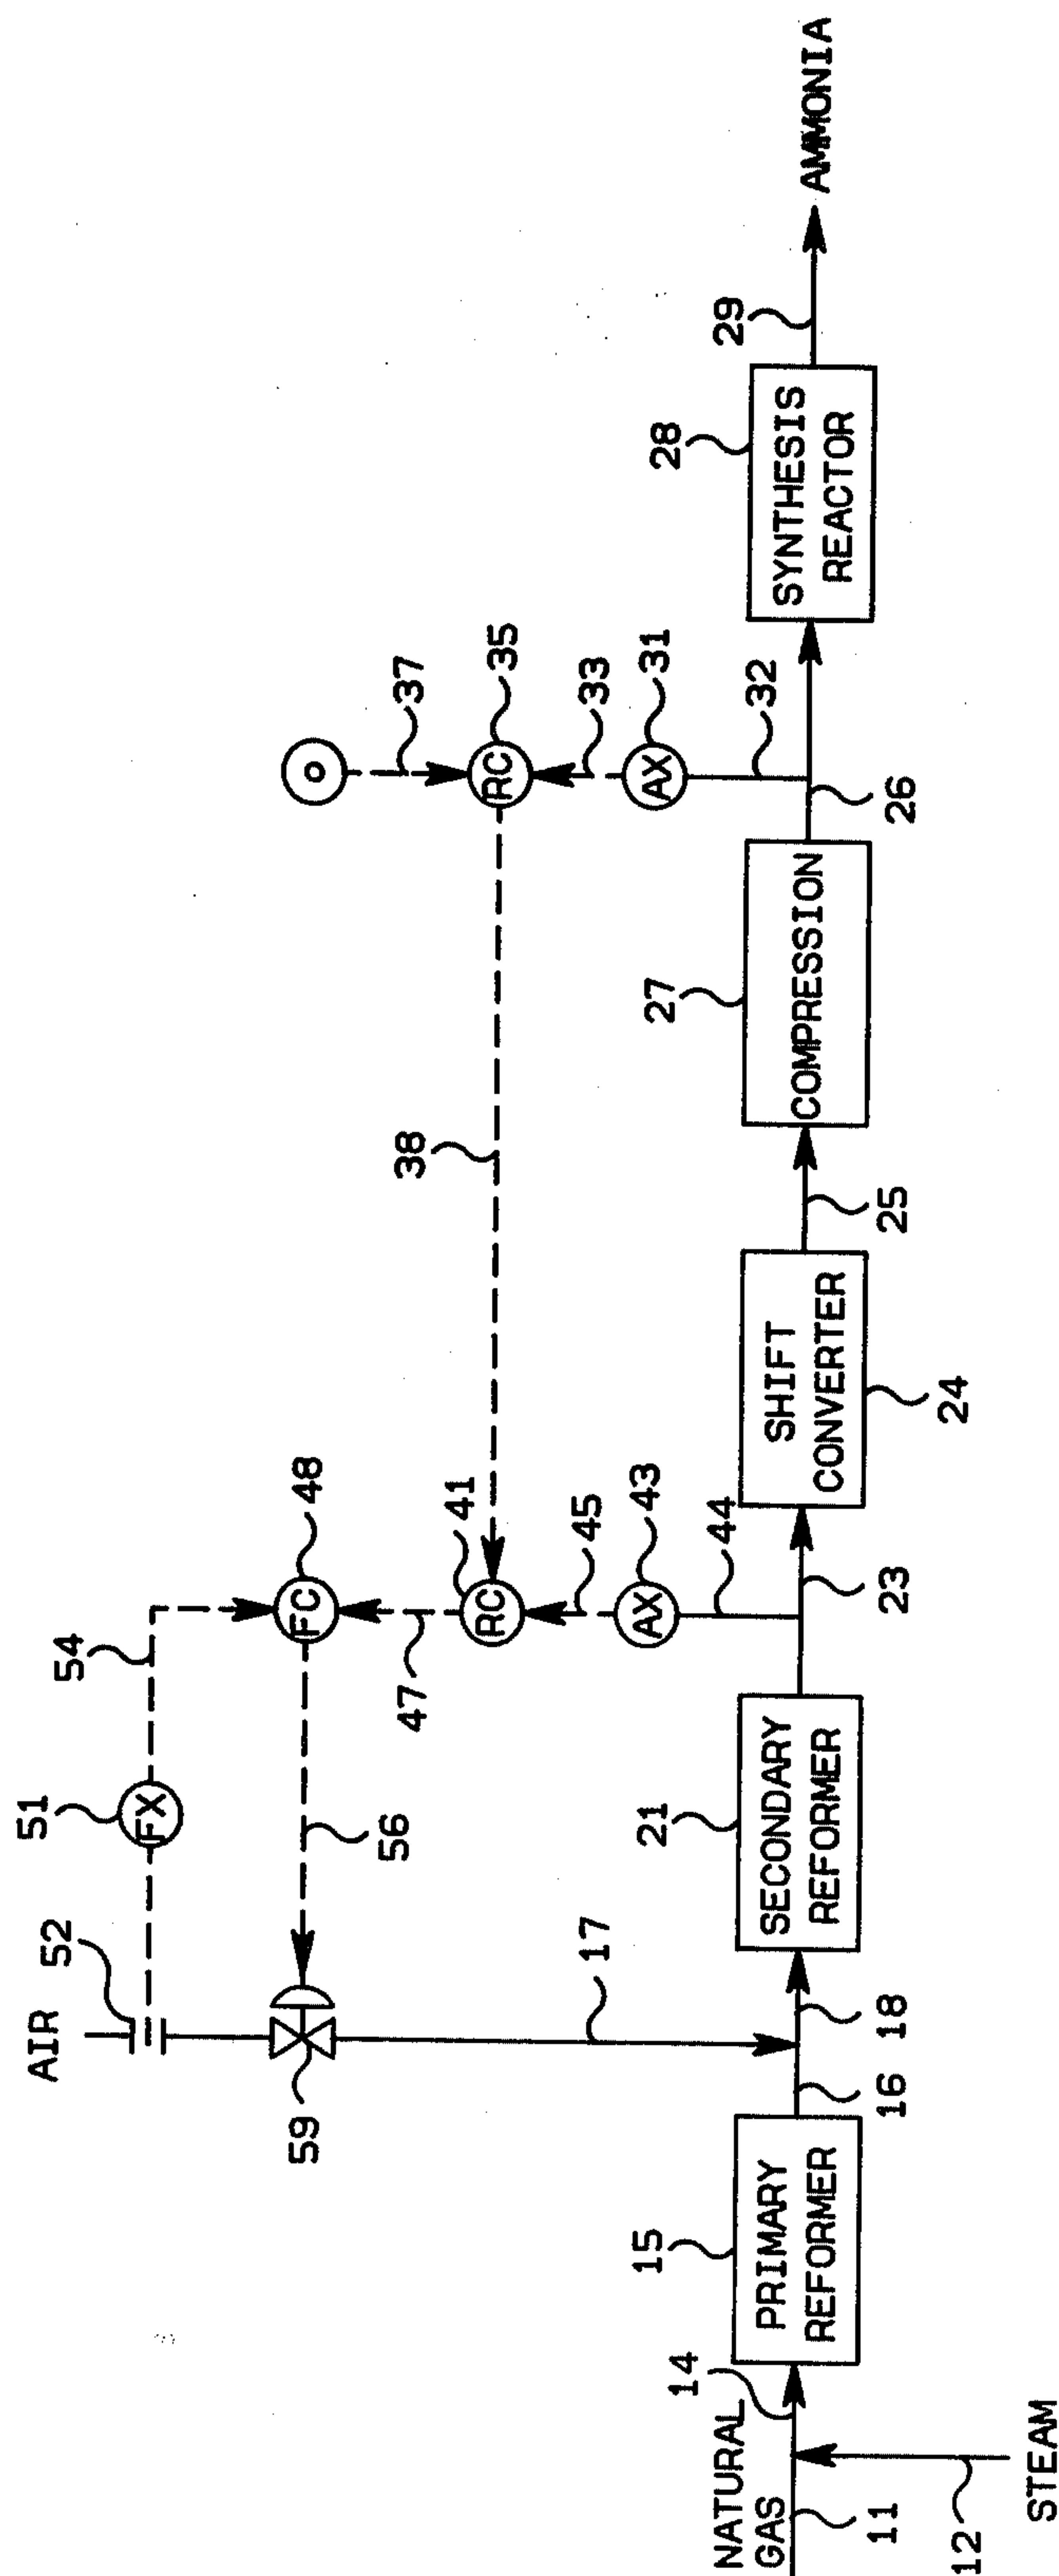 AIR
52
51
FX
54
59
56
FC
48
17
47
RC
41
38
RC
35
37
45
AX
43
44
33
AX
31
32
NATURAL
GAS
11
14
12
STEAM
15
PRIMARY
REFORMER
16
18
21
SECONDARY
REFORMER
23
SHIFT
CONVERTER
24
25
27
COMPRESSION
26
28
SYNTHESIS
REACTOR
29
AMMONIA